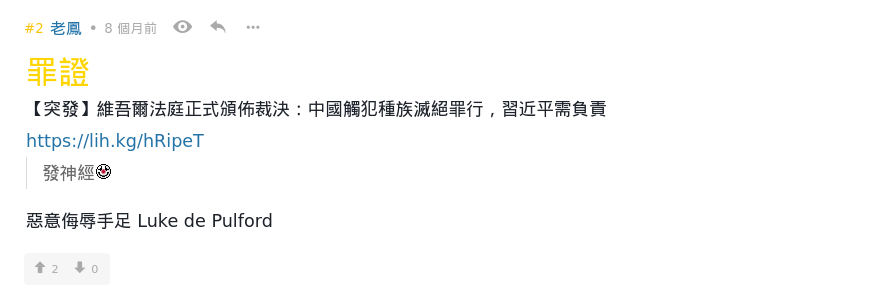 #2 老鳳 • 8 個月前
罪證
【突發】維吾爾法庭正式頒佈裁決：中國觸犯種族滅絕罪行，習近平需負責
https://lih.kg/hRipeT
發神經
惡意侮辱手足 Luke de Pulford
2 0